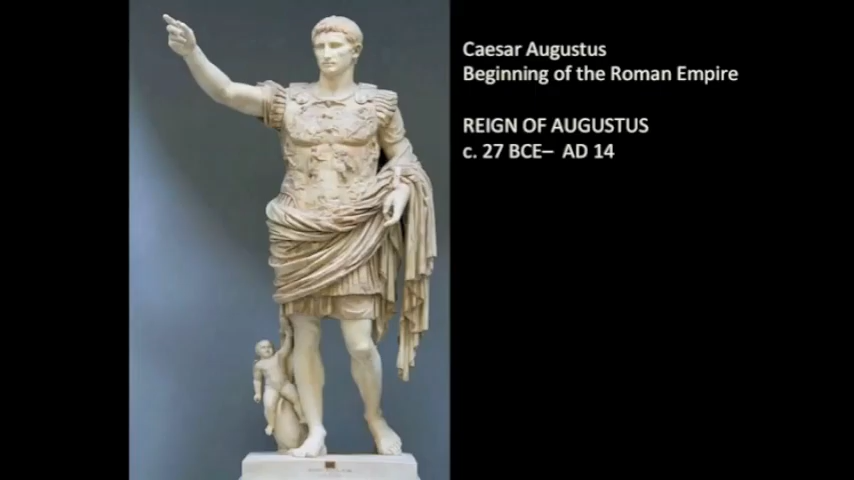 Caesar Augustus
Beginning of the Roman Empire
REIGN OF AUGUSTUS
c. 27 BCE– AD 14